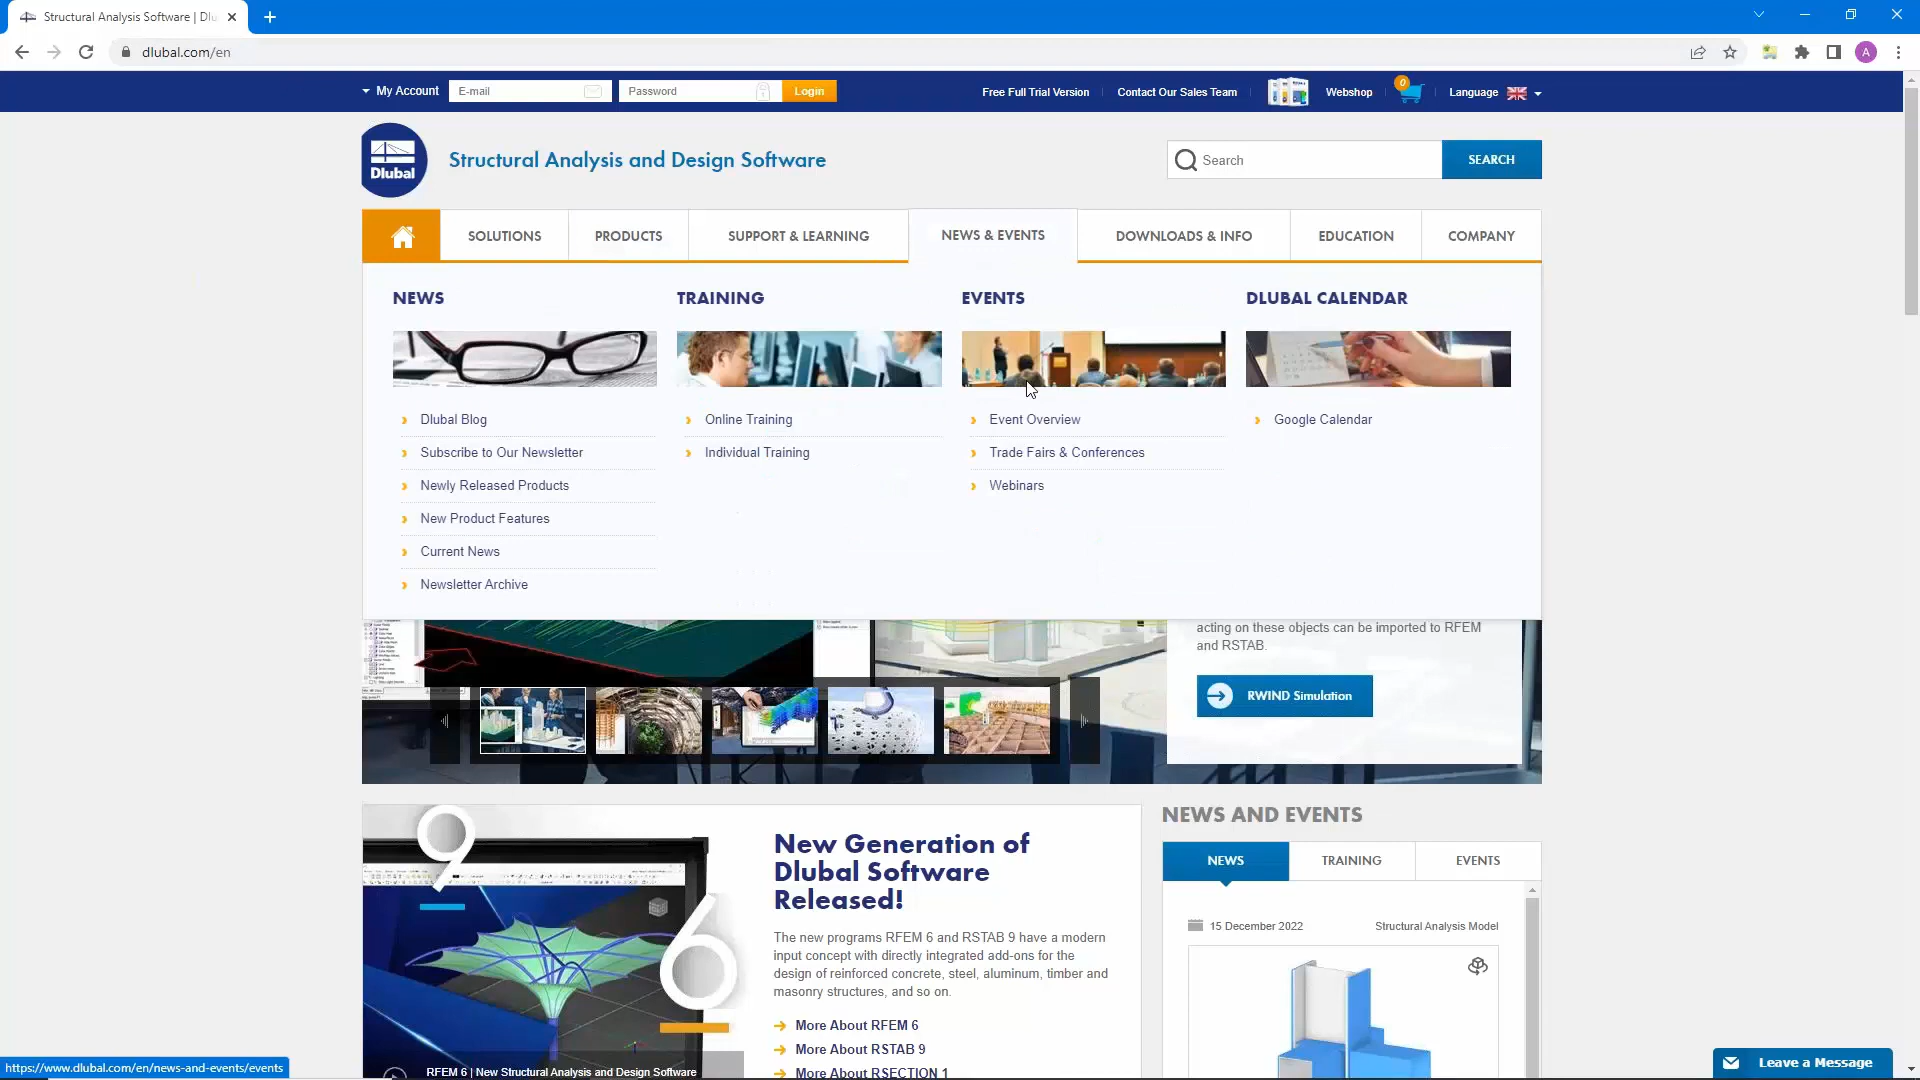 Structural Analysis Software | Dlu
dlubal.com/en
A
My Account
E-mail
Password
Login
Free Full Trial Version
Contact Our Sales Team
Webshop
0
Language
Dlubal
Structural Analysis and Design Software
Search
SEARCH
SOLUTIONS
PRODUCTS
SUPPORT & LEARNING
NEWS & EVENTS
DOWNLOADS & INFO
EDUCATION
COMPANY
NEWS
Dlubal Blog
Subscribe to Our Newsletter
Newly Released Products
New Product Features
Current News
Newsletter Archive
TRAINING
Online Training
Individual Training
EVENTS
Event Overview
Trade Fairs & Conferences
Webinars
DLUBAL CALENDAR
Google Calendar
acting on these objects can be imported to RFEM
and RSTAB.
RWIND Simulation
9
6
RFEM 6 | New Structural Analysis and Design Software
New Generation of
Dlubal Software
Released!
The new programs RFEM 6 and RSTAB 9 have a modern
input concept with directly integrated add-ons for the
design of reinforced concrete, steel, aluminum, timber and
masonry structures, and so on.
More About RFEM 6
More About RSTAB 9
More About RSECTION 1
NEWS AND EVENTS
NEWS
TRAINING
EVENTS
15 December 2022
Structural Analysis Model
Leave a Message
https://www.dlubal.com/en/news-and-events/events